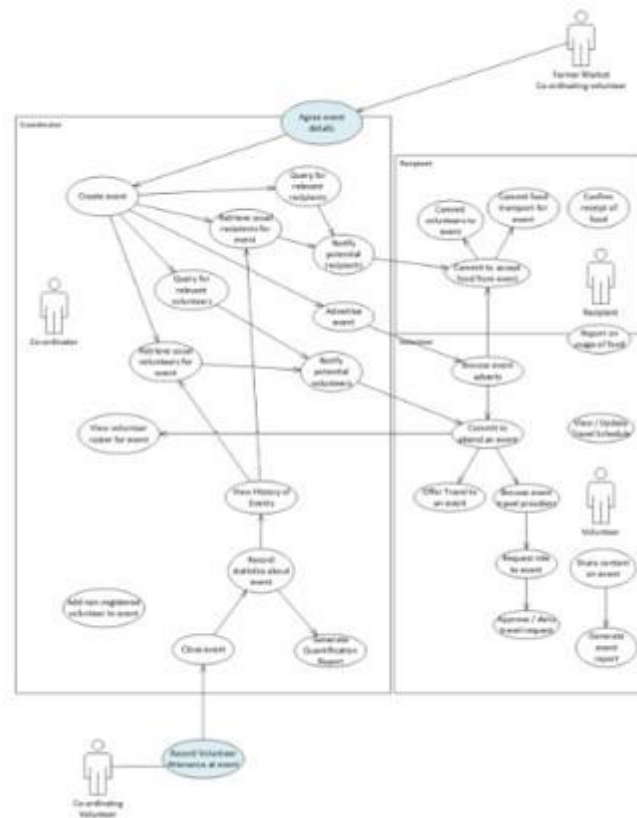 Farmer Market
Co-ordinating volunteer
Agree event
details
Coordinator
Recipient
Create event
Query for
relevant
recipients
Retrieve usual
recipients for
event
Notify
potential
recipients
Commit
volunteers to
event
Commit food
transport for
event
Confirm
receipt of
food
Commit to accept
food from event
Query for
relevant
volunteers
Advertise
event
Co-ordinator
Recipient
Report on
usage of food
Volunteer
Retrieve usual
volunteers for
event
Notify
potential
volunteers
Browse event
adverts
View volunteer
roster for event
Commit to
attend an event
View / Update
Travel Schedule
View History of
Events
Offer Travel to
an event
Browse event
travel providers
Volunteer
Record
statistics about
event
Request ride
to event
Share content
on event
Add non-registered
volunteer to event
Close event
Generate
Quantification
Report
Approve / deny
travel request
Generate
event
report
Record Volunteer
at event
Co-ordinating
Volunteer